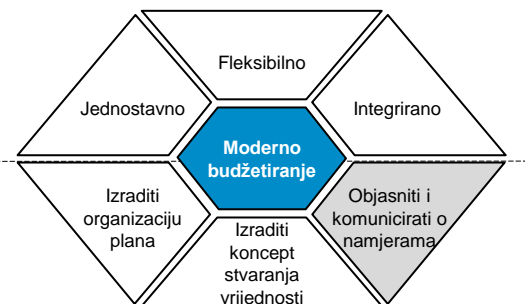 Fleksibilno
Jednostavno
Integrirano
Moderno
budžetiranje
Izraditi
organizaciju
plana
Objasniti i
komunicirati o
namjerama
Izraditi
koncept
stvaranja
vrijednosti